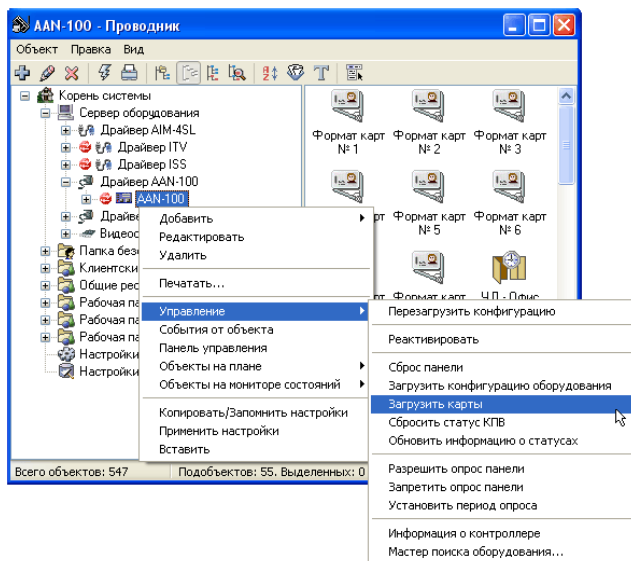 AAN-100 - Проводник
Объект Правка Вид
Корень системы
Сервер оборудования
Драйвер AIM-4SL
Драйвер ITV
Драйвер ISS
Драйвер AAN-100
AAN-100
Драйве
Видеос
Папка без
Клиентски
Общие рес
Рабочая па
Рабочая па
Рабочая па
Настройки
Настройки
Формат карт Формат карт Формат карт
№ 1 № 2 № 3
рт Формат карт Формат карт
№ 5 № 6
рт Формат карт ЧП - Офис
Добавить
Редактировать
Удалить
Печатать...
Управление
События от объекта
Панель управления
Объекты на плане
Объекты на мониторе состояний
Копировать/Запомнить настройки
Применить настройки
Вставить
Перезагрузить конфигурацию
Реактивировать
Сброс панели
Загрузить конфигурацию оборудования
Загрузить карты
Сбросить статус КПВ
Обновить информацию о статусах
Разрешить опрос панели
Запретить опрос панели
Установить период опроса
Информация о контроллере
Мастер поиска оборудования...
Всего объектов: 547 Подобъектов: 55. Выделенных: 0